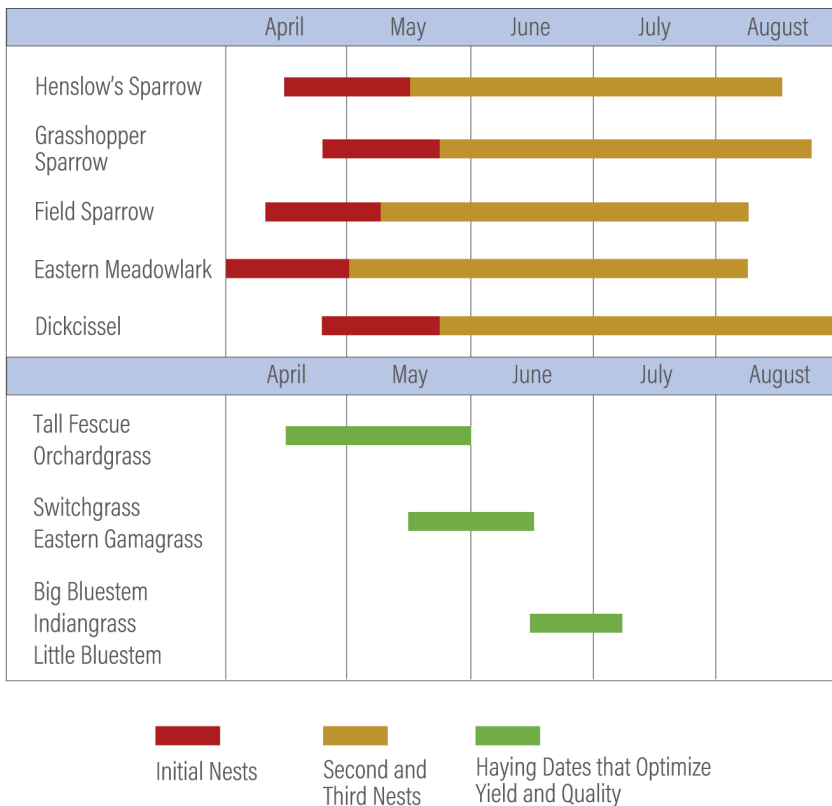 April May June July August
Henslow's Sparrow
Grasshopper
Sparrow
Field Sparrow
Eastern Meadowlark
Dickcissel
April May June July August
Tall Fescue
Orchardgrass
Switchgrass
Eastern Gamagrass
Big Bluestem
Indiangrass
Little Bluestem
Initial Nests
Second and
Third Nests
Haying Dates that Optimize
Yield and Quality